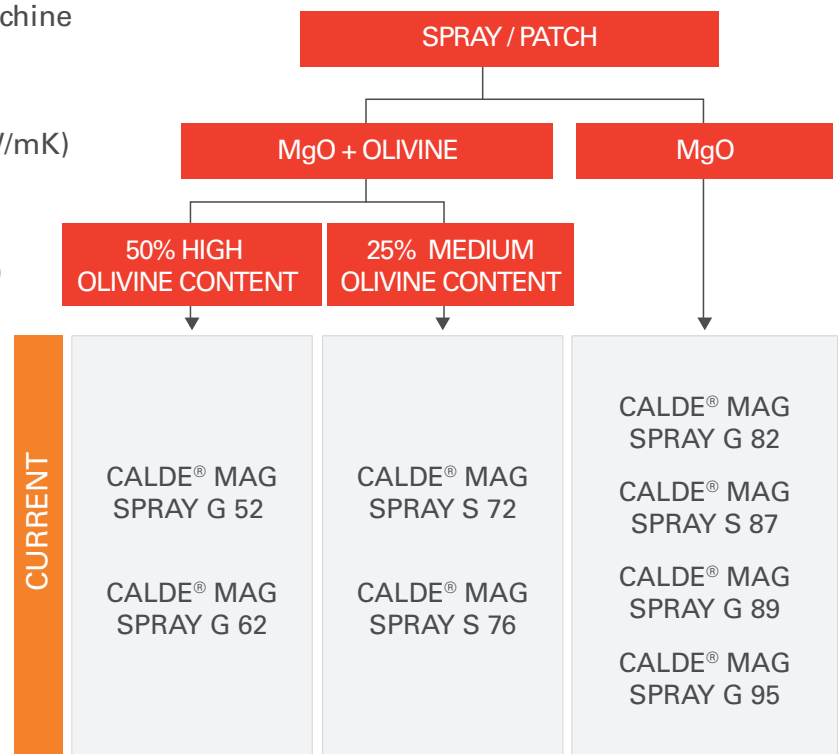 chine
SPRAY / PATCH
/mK)
MgO + OLIVINE
MgO
50% HIGH
OLIVINE CONTENT
25% MEDIUM
OLIVINE CONTENT
)
CURRENT
CALDE® MAG
SPRAY G 52
CALDE® MAG
SPRAY G 62
CALDE® MAG
SPRAY S 72
CALDE® MAG
SPRAY S 76
CALDE® MAG
SPRAY G 82
CALDE® MAG
SPRAY S 87
CALDE® MAG
SPRAY G 89
CALDE® MAG
SPRAY G 95